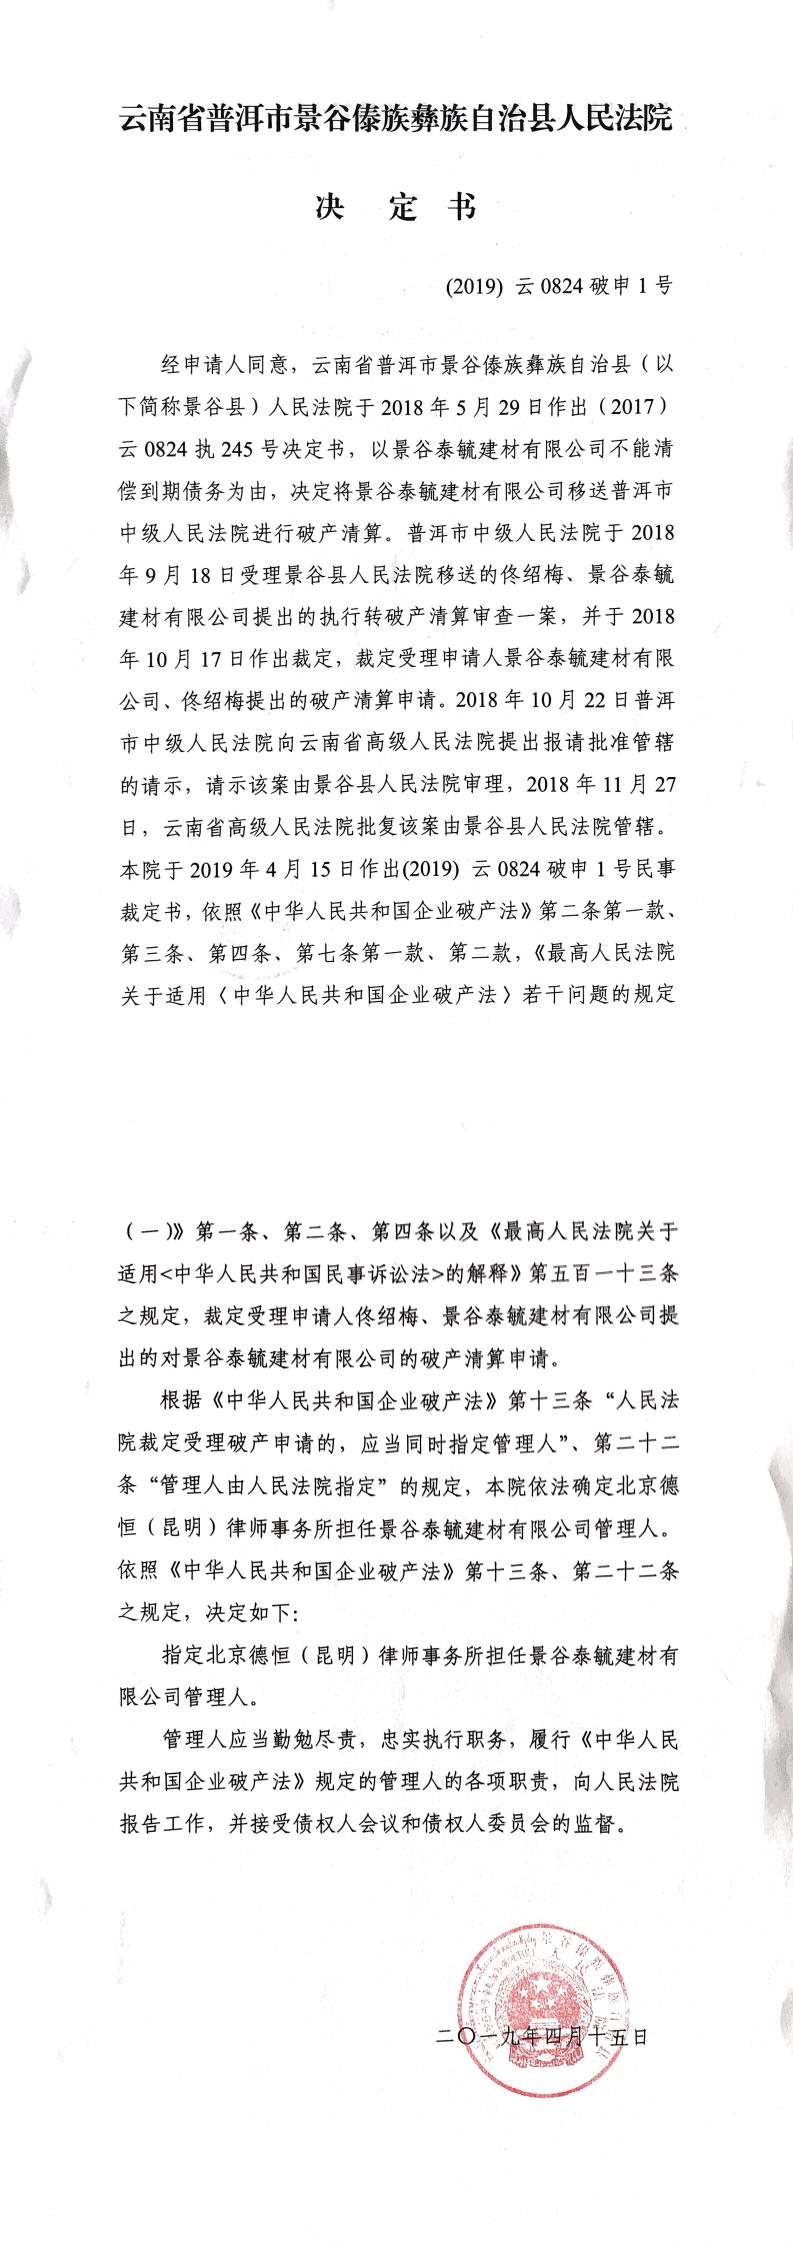 云南省普洱市景谷傣族彝族自治县人民法院
决 定 书
(2019) 云 0824 破申 1 号
经申请人同意，云南省普洱市景谷傣族彝族自治县（以
下简称景谷县）人民法院于 2018 年 5 月 29 日作出（2017）
云 0824 执 245 号决定书，以景谷泰毓建材有限公司不能清
偿到期债务为由，决定将景谷泰毓建材有限公司移送普洱市
中级人民法院进行破产清算。普洱市中级人民法院于 2018
年 9 月 18 日受理景谷县人民法院移送的佟绍梅、景谷泰毓
建材有限公司提出的执行转破产清算审查一案，并于 2018
年 10 月 17 日作出裁定，裁定受理申请人景谷泰毓建材有限
公司、佟绍梅提出的破产清算申请。2018 年 10 月 22 日普洱
市中级人民法院向云南省高级人民法院提出报请批准管辖
的请示，请示该案由景谷县人民法院审理，2018 年 11 月 27
日，云南省高级人民法院批复该案由景谷县人民法院管辖。
本院于 2019 年 4 月 15 日作出(2019) 云 0824 破申 1 号民事
裁定书，依照《中华人民共和国企业破产法》第二条第一款、
第三条、第四条、第七条第一款、第二款，《最高人民法院
关于适用〈中华人民共和国企业破产法〉若干问题的规定
（一）》第一条、第二条、第四条以及《最高人民法院关于
适用<中华人民共和国民事诉讼法>的解释》第五百一十三条
之规定，裁定受理申请人佟绍梅、景谷泰毓建材有限公司提
出的对景谷泰毓建材有限公司的破产清算申请。
根据《中华人民共和国企业破产法》第十三条“人民法
院裁定受理破产申请的，应当同时指定管理人”、第二十二
条“管理人由人民法院指定”的规定，本院依法确定北京德
恒（昆明）律师事务所担任景谷泰毓建材有限公司管理人。
依照《中华人民共和国企业破产法》第十三条、第二十二条
之规定，决定如下：
指定北京德恒（昆明）律师事务所担任景谷泰毓建材有
限公司管理人。
管理人应当勤勉尽责，忠实执行职务，履行《中华人民
共和国企业破产法》规定的管理人的各项职责，向人民法院
报告工作，并接受债权人会议和债权人委员会的监督。
景谷傣族彝族自治县
人民法院
二〇一九年四月十五日